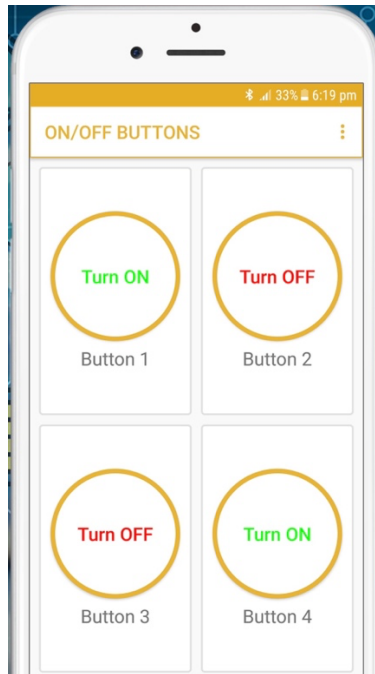 33% 6:19 pm
ON/OFF BUTTONS
Turn ON
Button 1
Turn OFF
Button 2
Turn OFF
Button 3
Turn ON
Button 4